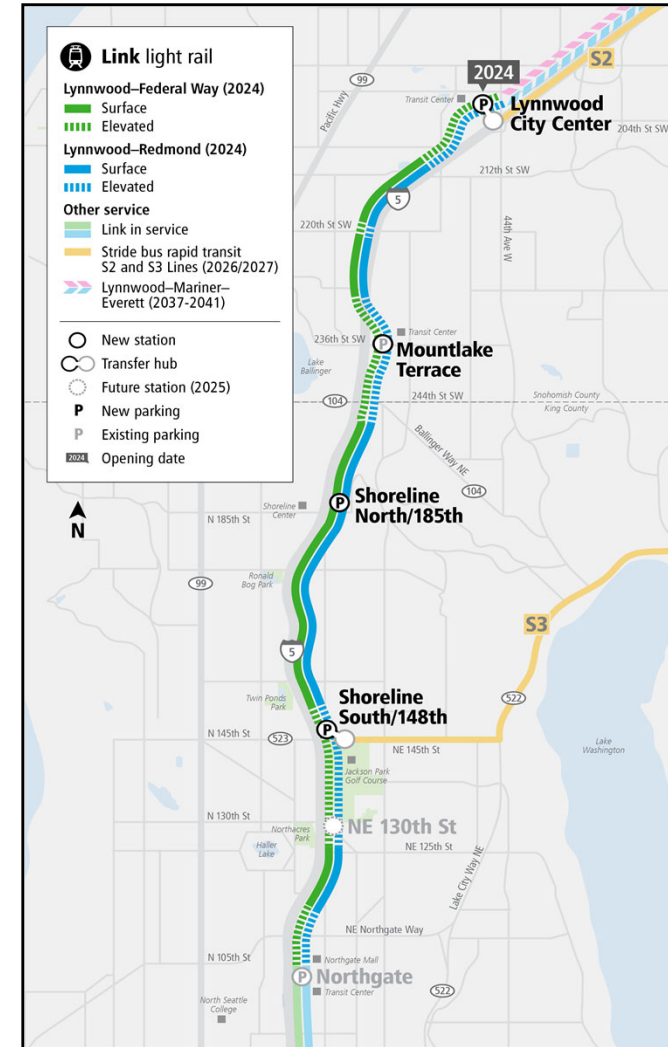 Link light rail
Lynnwood–Federal Way (2024)
Surface
Elevated
Lynnwood–Redmond (2024)
Surface
Elevated
Other service
Link in service
Stride bus rapid transit
S2 and S3 Lines (2026/2027)
Lynnwood–Mariner–
Everett (2037-2041)
New station
Transfer hub
Future station (2025)
P
New parking
P
Existing parking
2024
Opening date
N
S2
99
Pacific Hwy
2024
Transit Center
P
Lynnwood
City Center
204th St SW
212th St SW
5
44th Ave W
220th St SW
236th St SW
Transit Center
P
Mountlake
Terrace
Lake
Ballinger
104
244th St SW
Snohomish County
King County
Ballinger Way NE
104
Shoreline
Center
P
Shoreline
North/185th
N 185th St
99
Ronald
Bog Park
S3
5
522
Twin Ponds
Park
Shoreline
South/148th
P
N 145th St
523
NE 145th St
Lake
Washington
Jackson Park
Golf Course
N 130th St
Northacres
Park
NE 130th St
Haller
Lake
NE 125th St
Lake City Way NE
NE Northgate Way
N 105th St
Northgate Mall
P
Northgate
Transit Center
522
North Seattle
College